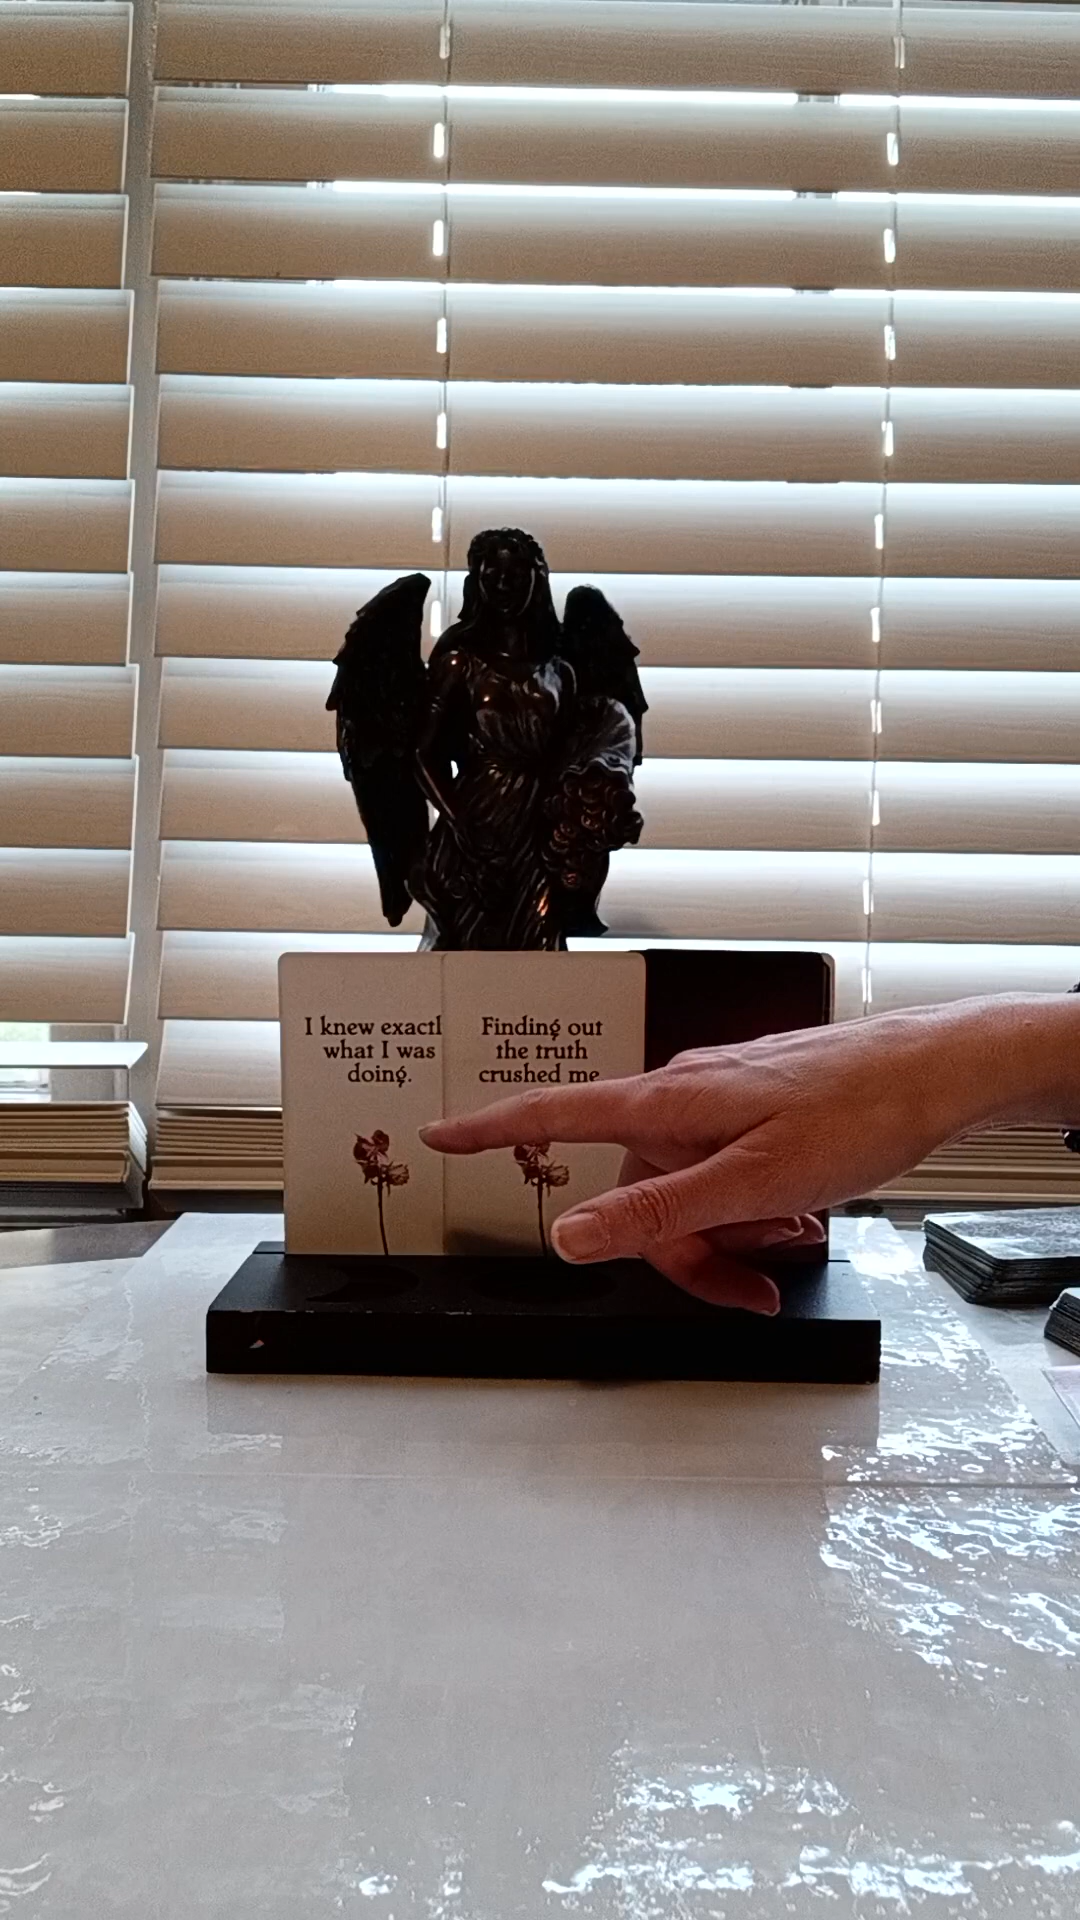 I knew exactl
what I was
doing.
Finding out
the truth
crushed me